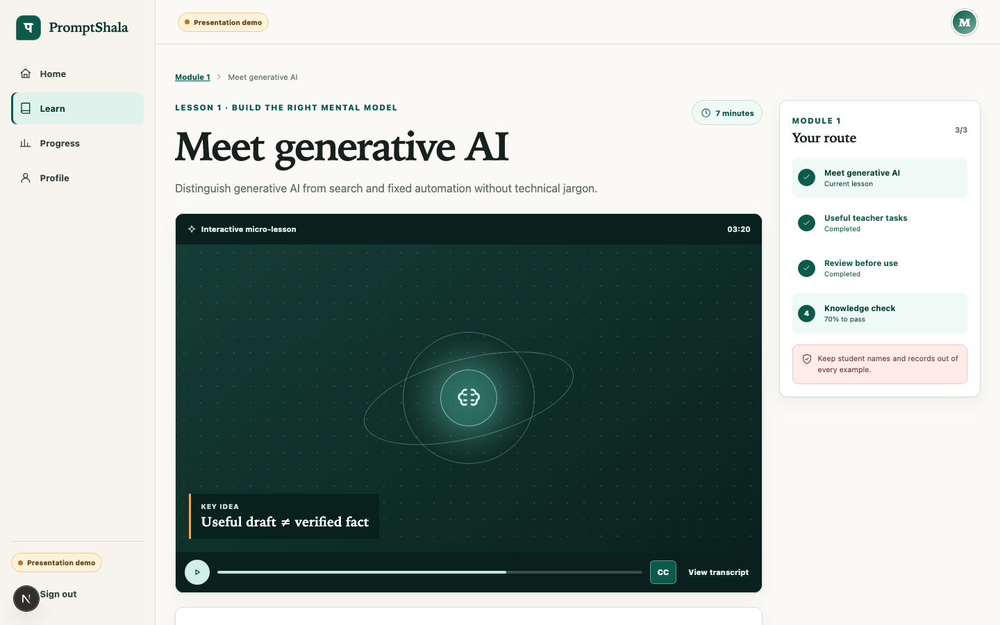 प PromptShala
Home
Learn
Progress
Profile
Presentation demo
Sign out
N
Presentation demo
M
Module 1 > Meet generative AI
LESSON 1 · BUILD THE RIGHT MENTAL MODEL
7 minutes
Meet generative AI
Distinguish generative AI from search and fixed automation without technical jargon.
Interactive micro-lesson
03:20
KEY IDEA
Useful draft ≠ verified fact
CC
View transcript
MODULE 1
Your route
3/3
Meet generative AI
Current lesson
Useful teacher tasks
Completed
Review before use
Completed
4 Knowledge check
70% to pass
Keep student names and records out of
every example.